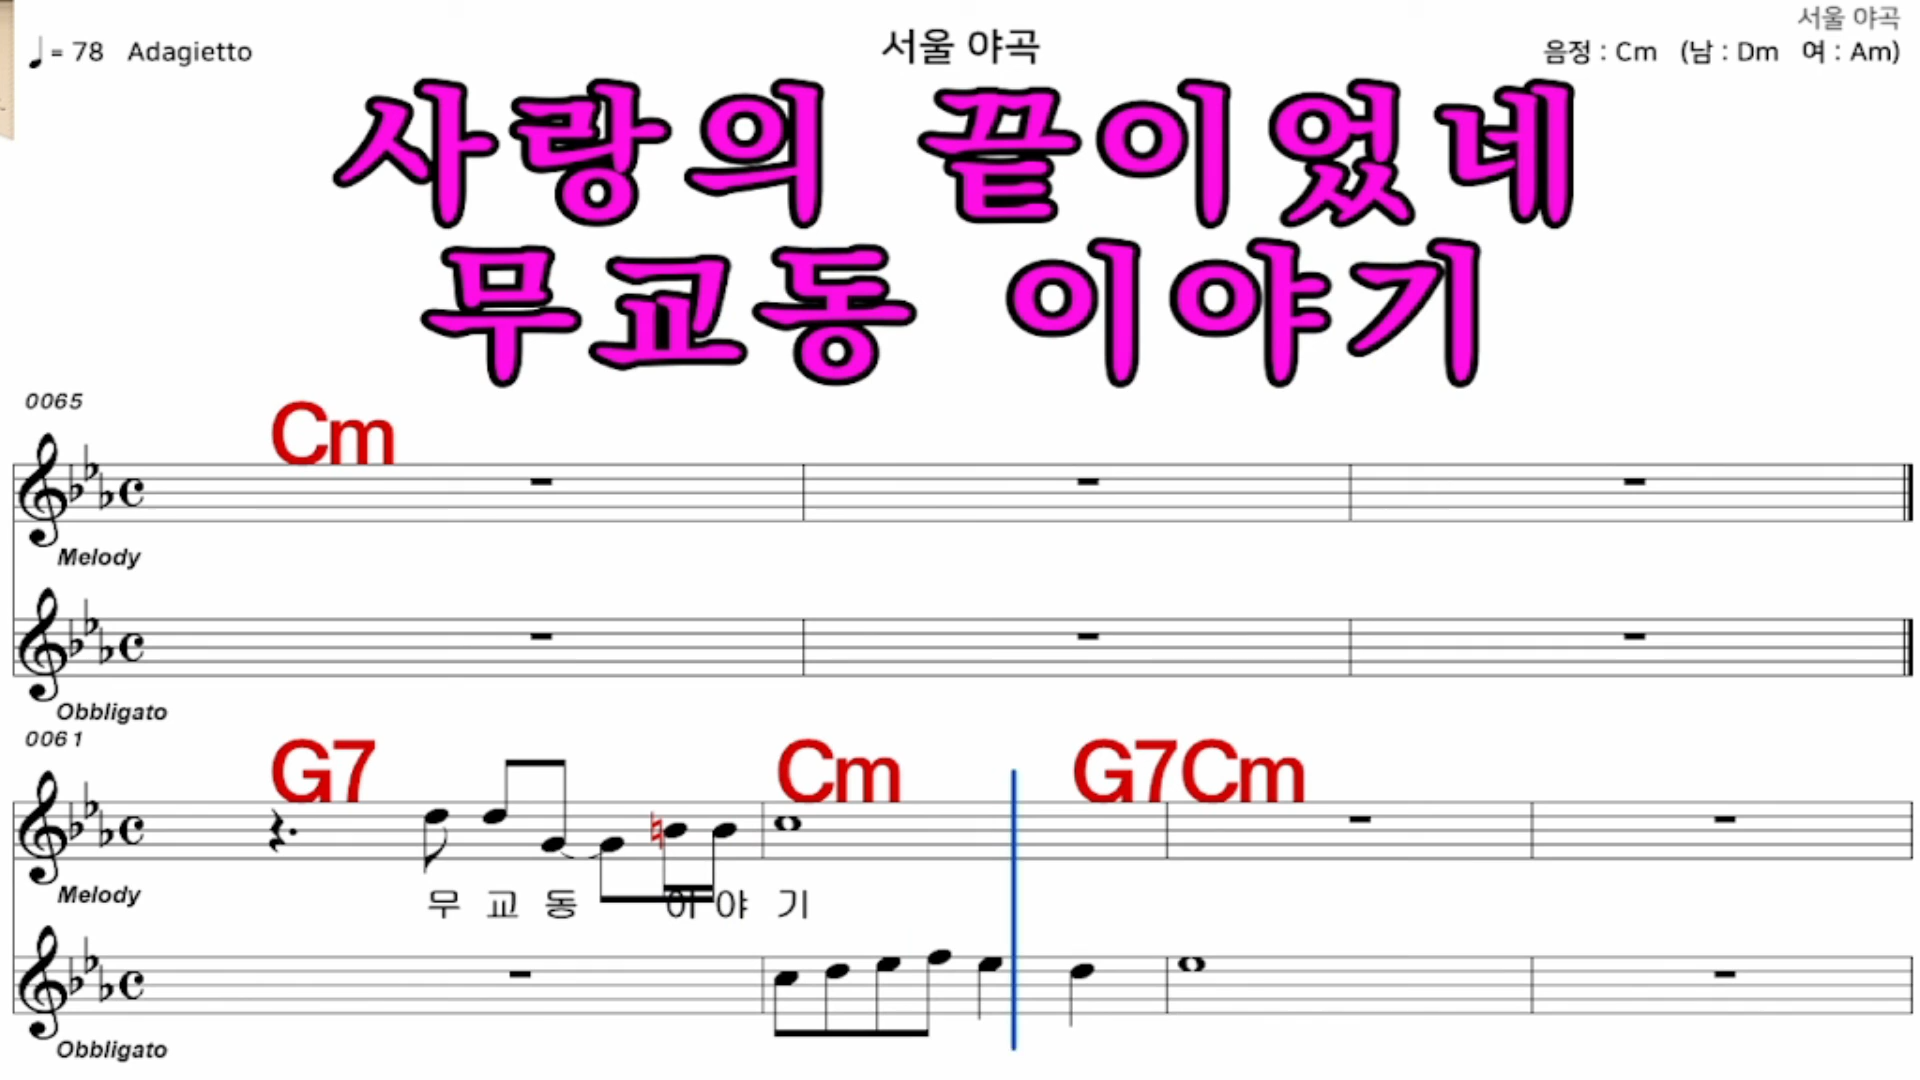 서울 야곡
♩= 78 Adagietto
서울 야곡
음정 : Cm (남 : Dm 여 : Am)
사랑의 끝이었네
무교동 이야기
0065
Cm
Melody
Obbligato
0061
G7 Cm G7 Cm
Melody
무 교 동 이 야 기
Obbligato